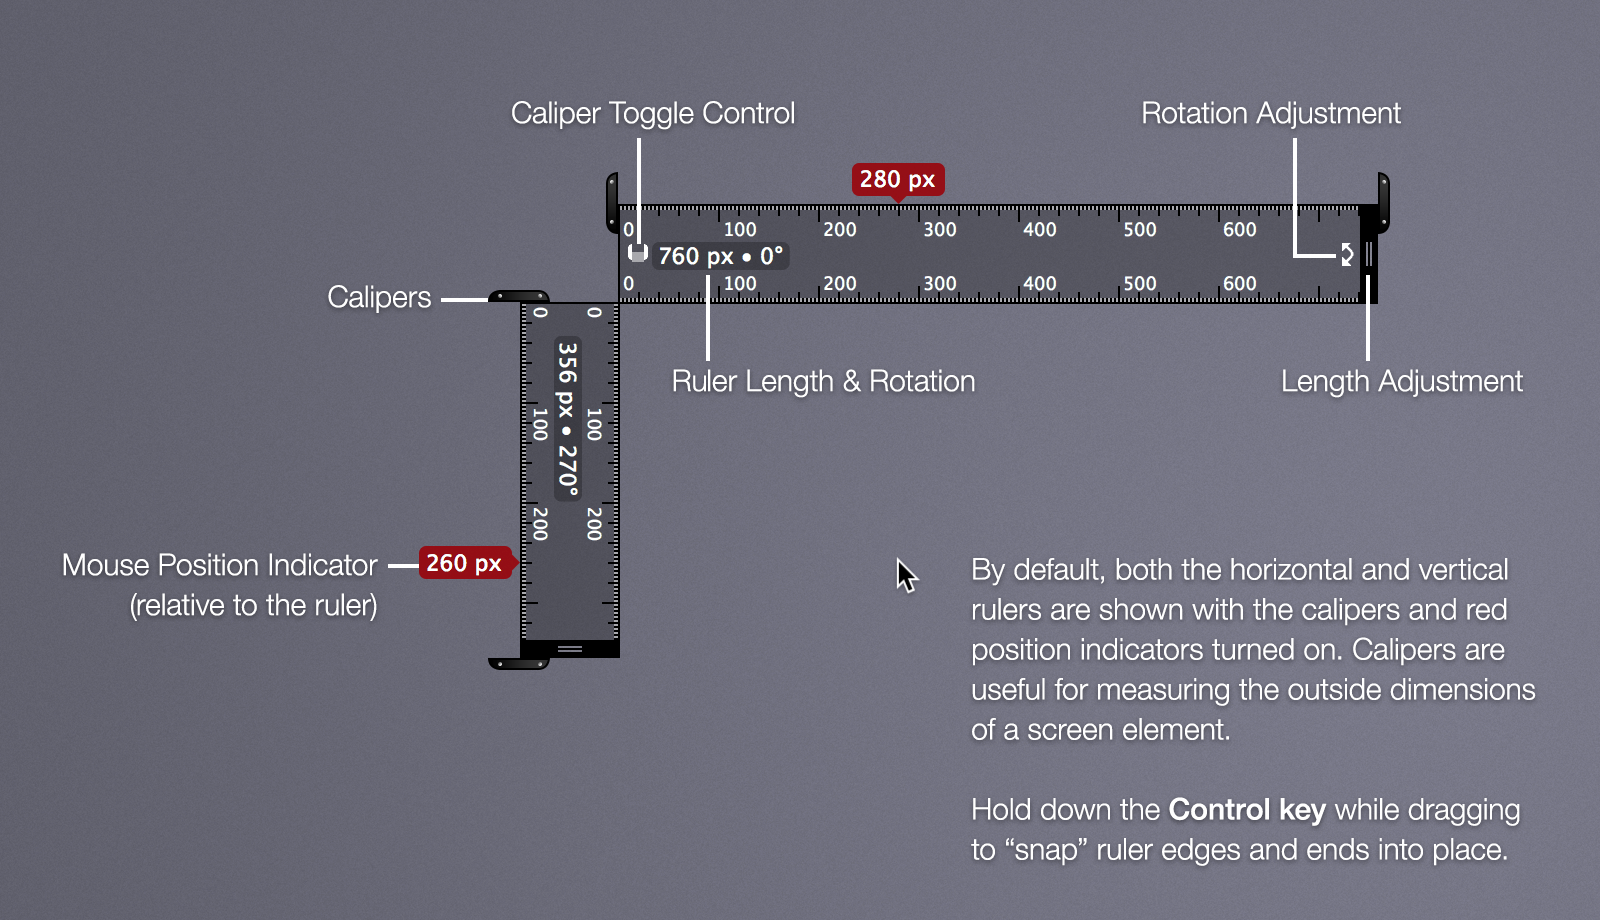 Caliper Toggle Control
Rotation Adjustment
280 px
0 100 200 300 400 500 600
760 px • 0°
0 100 200 300 400 500 600
Calipers
Ruler Length & Rotation
Length Adjustment
0 0
356 px • 270°
100 100
200 200
Mouse Position Indicator
(relative to the ruler)
260 px
By default, both the horizontal and vertical
rulers are shown with the calipers and red
position indicators turned on. Calipers are
useful for measuring the outside dimensions
of a screen element.
Hold down the Control key while dragging
to “snap” ruler edges and ends into place.